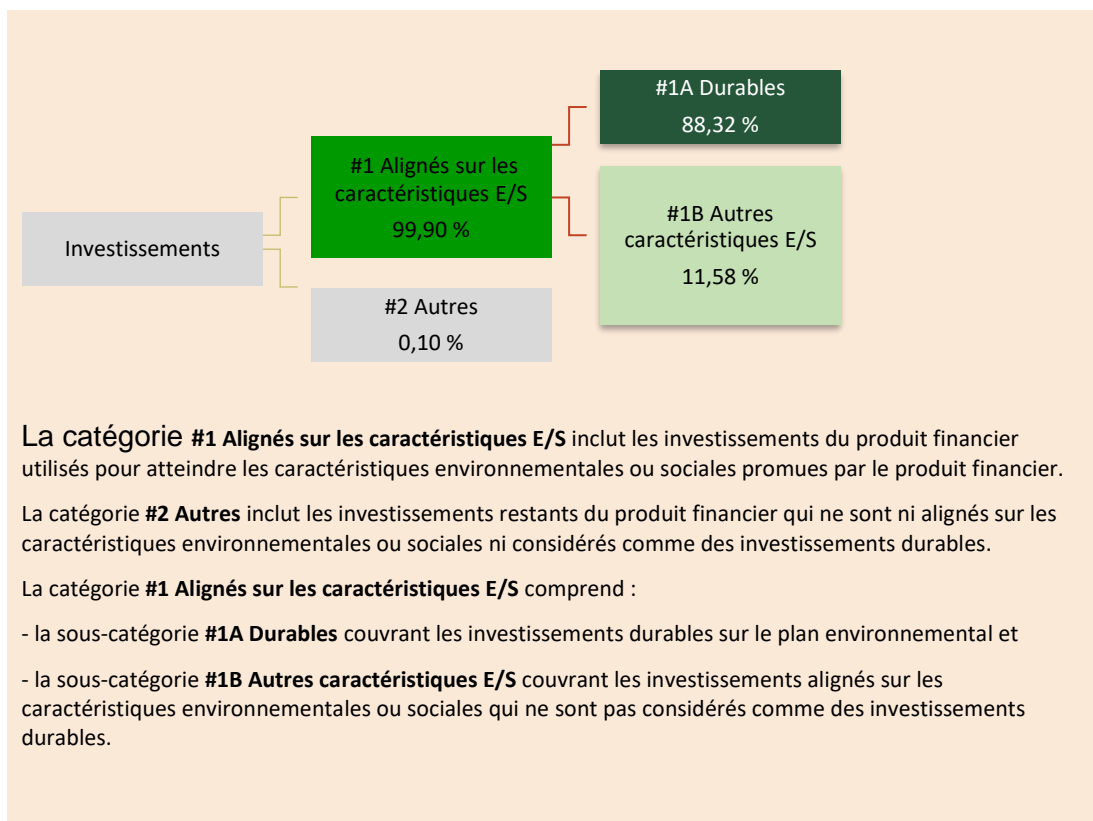 #1A Durables
88,32 %
#1 Alignés sur les
caractéristiques E/S
99,90 %
#1B Autres
caractéristiques E/S
11,58 %
Investissements
#2 Autres
0,10 %
La catégorie #1 Alignés sur les caractéristiques E/S inclut les investissements du produit financier
utilisés pour atteindre les caractéristiques environnementales ou sociales promues par le produit financier.
La catégorie #2 Autres inclut les investissements restants du produit financier qui ne sont ni alignés sur les
caractéristiques environnementales ou sociales ni considérés comme des investissements durables.
La catégorie #1 Alignés sur les caractéristiques E/S comprend :
- la sous-catégorie #1A Durables couvrant les investissements durables sur le plan environnemental et
- la sous-catégorie #1B Autres caractéristiques E/S couvrant les investissements alignés sur les
caractéristiques environnementales ou sociales qui ne sont pas considérés comme des investissements
durables.